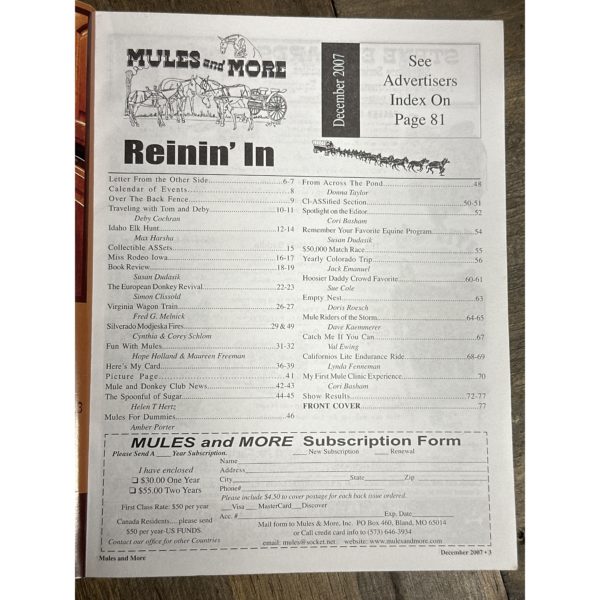 MULES and MORE
December 2007
See
Advertisers
Index On
Page 81
Reinin' In
Letter From the Other Side...6-7
Calendar of Events...8
Over The Back Fence...9
Traveling with Tom and Deby...10-11
Deby Cochran
Idaho Elk Hunt...12-14
Max Harsha
Collectible ASSets...15
Miss Rodeo Iowa...16-17
Book Review...18-19
Susan Dudasik
The European Donkey Revival...22-23
Simon Clissold
Virginia Wagon Train...26-27
Fred G. Melnick
Silverado Modjeska Fires...29 & 49
Cynthia & Corey Schlom
Fun With Mules...31-32
Hope Holland & Maureen Freeman
Here's My Card...36-39
Picture Page...41
Mule and Donkey Club News...42-43
The Spoonful of Sugar...44-45
Helen T Hertz
Mules For Dummies...46
Amber Porter
From Across The Pond...48
Donna Taylor
Cl-ASSified Section...50-51
Spotlight on the Editor...52
Cori Basham
Remember Your Favorite Equine Program...54
Susan Dudasik
$50,000 Match Race...55
Yearly Colorado Trip...56
Jack Emanuel
Hoosier Daddy Crowd Favorite...60-61
Sue Cole
Empty Nest...63
Doris Roesch
Mule Riders of the Storm...64-65
Dave Kaemmerer
Catch Me If You Can...67
Val Ewing
Californios Lite Endurance Ride...68-69
Lynda Fenneman
My First Mule Clinic Experience...70
Cori Basham
Show Results...72-77
FRONT COVER...77
MULES and MORE Subscription Form
Please Send A ___ Year Subscription. ___ New Subscription ___ Renewal
I have enclosed
❏ $30.00 One Year
❏ $55.00 Two Years
First Class Rate: $50 per year
Canada Residents.... please send
$50 per year-US FUNDS.
Contact our office for other Countries
Name
Address
City State Zip
Phone#
Please include $4.50 to cover postage for each back issue ordered.
___Visa ___ MasterCard ___Discover
Acc. # Exp. Date
Mail form to Mules & More, Inc. PO Box 460, Bland, MO 65014
or Call credit card info to (573) 646-3934
email: mules@socket.net website: www.mulesandmore.com
Mules and More
December 2007 • 3
3